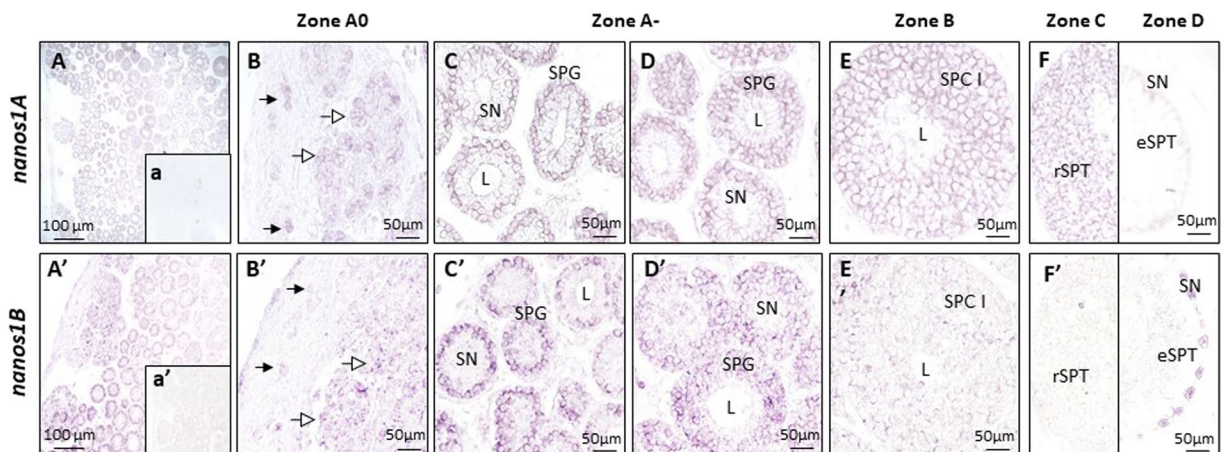 Zone A0 Zone A- Zone B Zone C Zone D
nanos1A
A
a
100 µm
B
50µm
C
SPG
SN
L
50µm
D
SPG
L
SN
50µm
E
SPC I
L
50µm
F
rSPT
SN
eSPT
50µm
nanos1B
A’
a’
100 µm
B’
50µm
C’
L
SPG
SN
50µm
D’
SN
SPG
L
50µm
E
’
SPC I
L
50µm
F’
rSPT
SN
eSPT
50µm